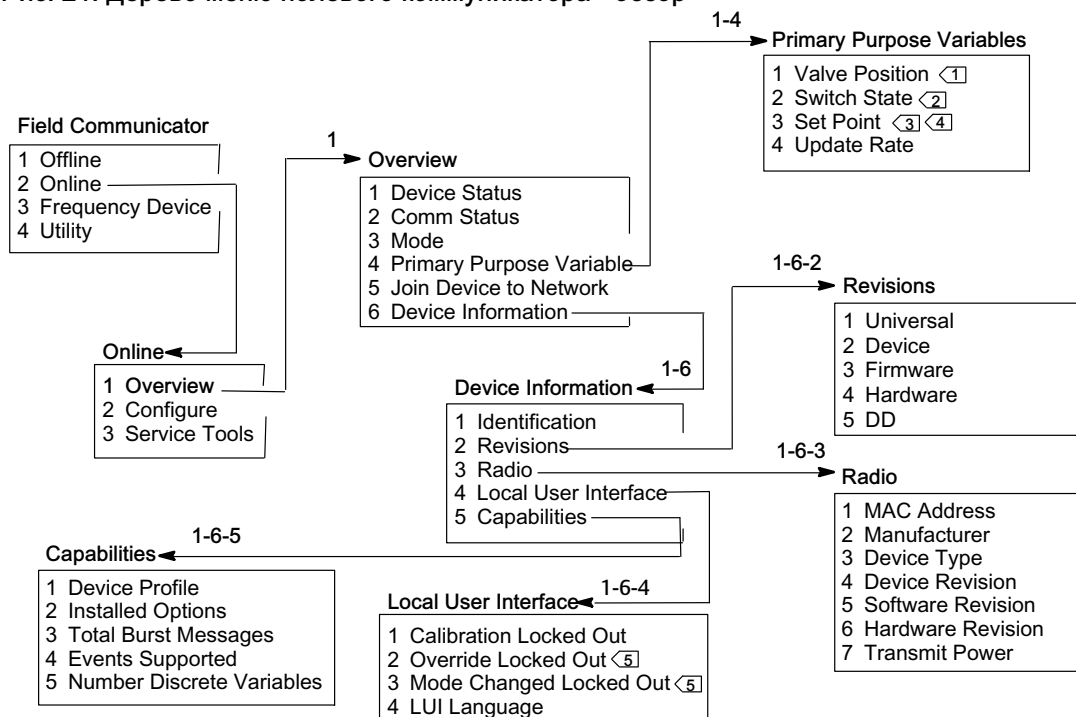 Дерево меню полевого коммуникатора
1-4
Primary Purpose Variables
1 Valve Position 1
2 Switch State 2
3 Set Point 3 4
4 Update Rate
Field Communicator
1 Offline
2 Online
3 Frequency Device
4 Utility
1
Overview
1 Device Status
2 Comm Status
3 Mode
4 Primary Purpose Variable
5 Join Device to Network
6 Device Information
1-6-2
Revisions
1 Universal
2 Device
3 Firmware
4 Hardware
5 DD
Online
1 Overview
2 Configure
3 Service Tools
1-6
Device Information
1 Identification
2 Revisions
3 Radio
4 Local User Interface
5 Capabilities
1-6-3
Radio
1 MAC Address
2 Manufacturer
3 Device Type
4 Device Revision
5 Software Revision
6 Hardware Revision
7 Transmit Power
1-6-5
Capabilities
1 Device Profile
2 Installed Options
3 Total Burst Messages
4 Events Supported
5 Number Discrete Variables
1-6-4
Local User Interface
1 Calibration Locked Out
2 Override Locked Out 5
3 Mode Changed Locked Out 5
4 LUI Language